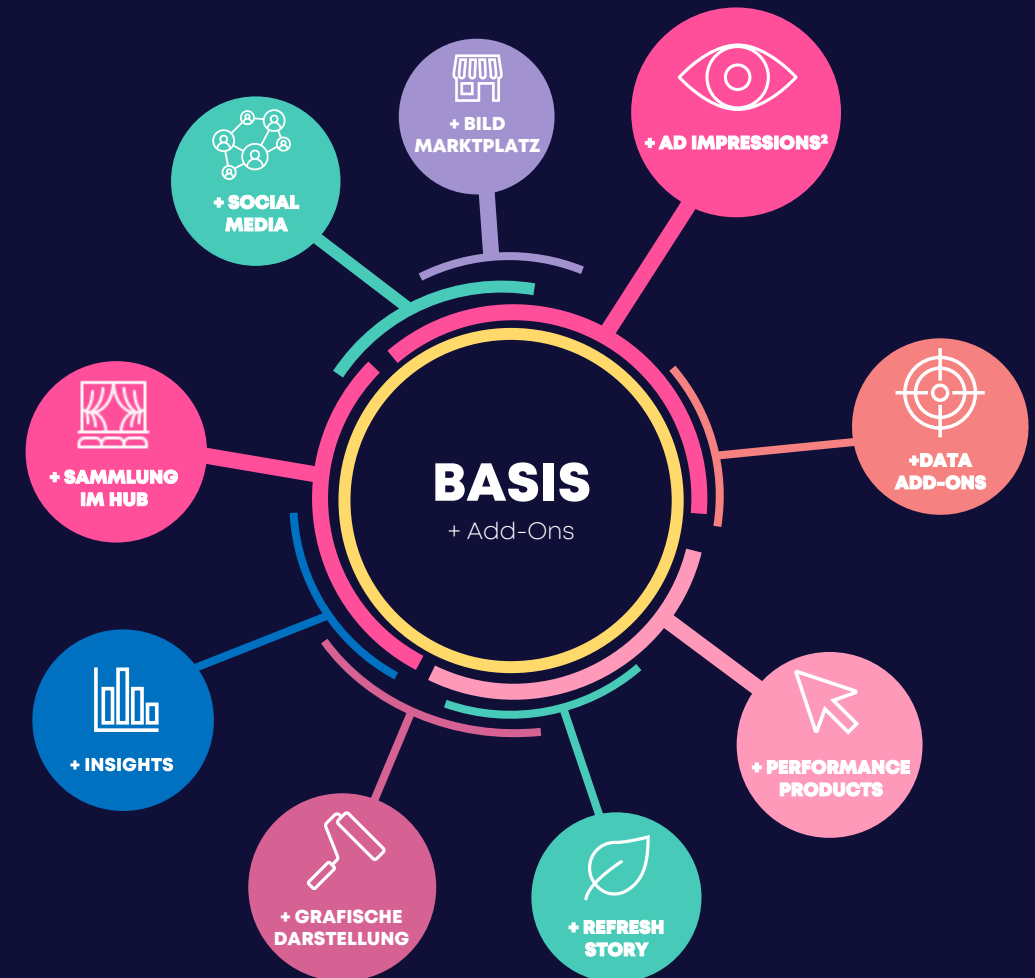 + BILD
MARKTPLATZ
+ AD IMPRESSIONS²
+ SOCIAL
MEDIA
+DATA
ADD-ONS
+ SAMMLUNG
IM HUB
BASIS
+ Add-Ons
+ INSIGHTS
+ PERFORMANCE
PRODUCTS
+ GRAFISCHE
DARSTELLUNG
+ REFRESH
STORY